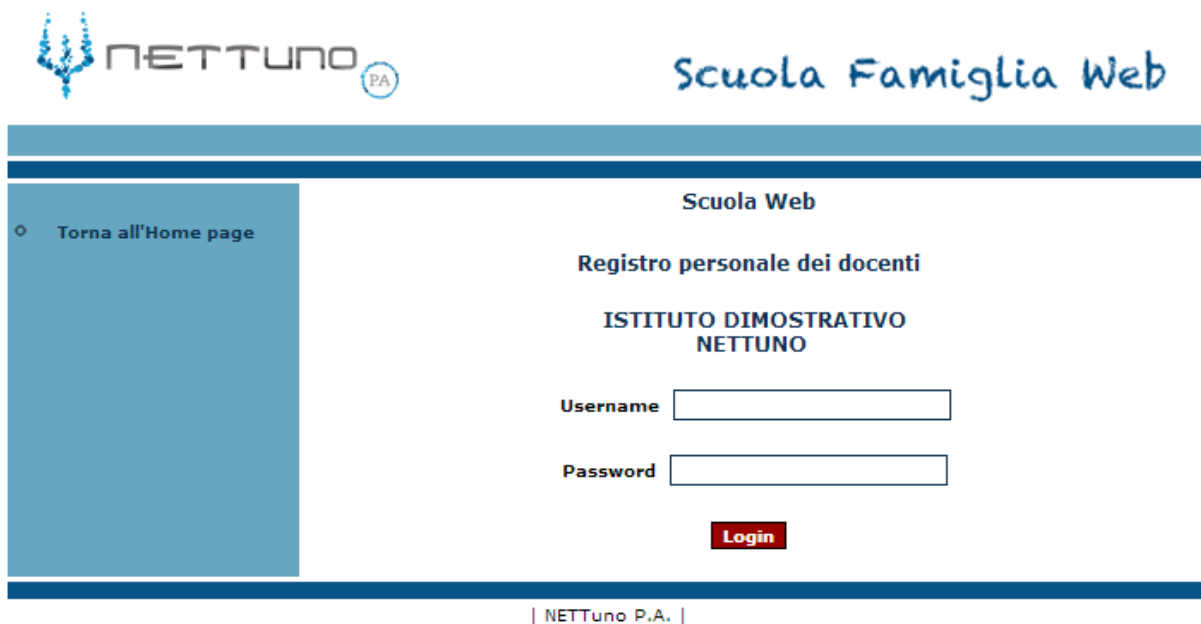 NETTUNO PA
Scuola Famiglia Web
Torna all'Home page
Scuola Web
Registro personale dei docenti
ISTITUTO DIMOSTRATIVO
NETTUNO
Username
Password
Login
| NETTuno P.A. |